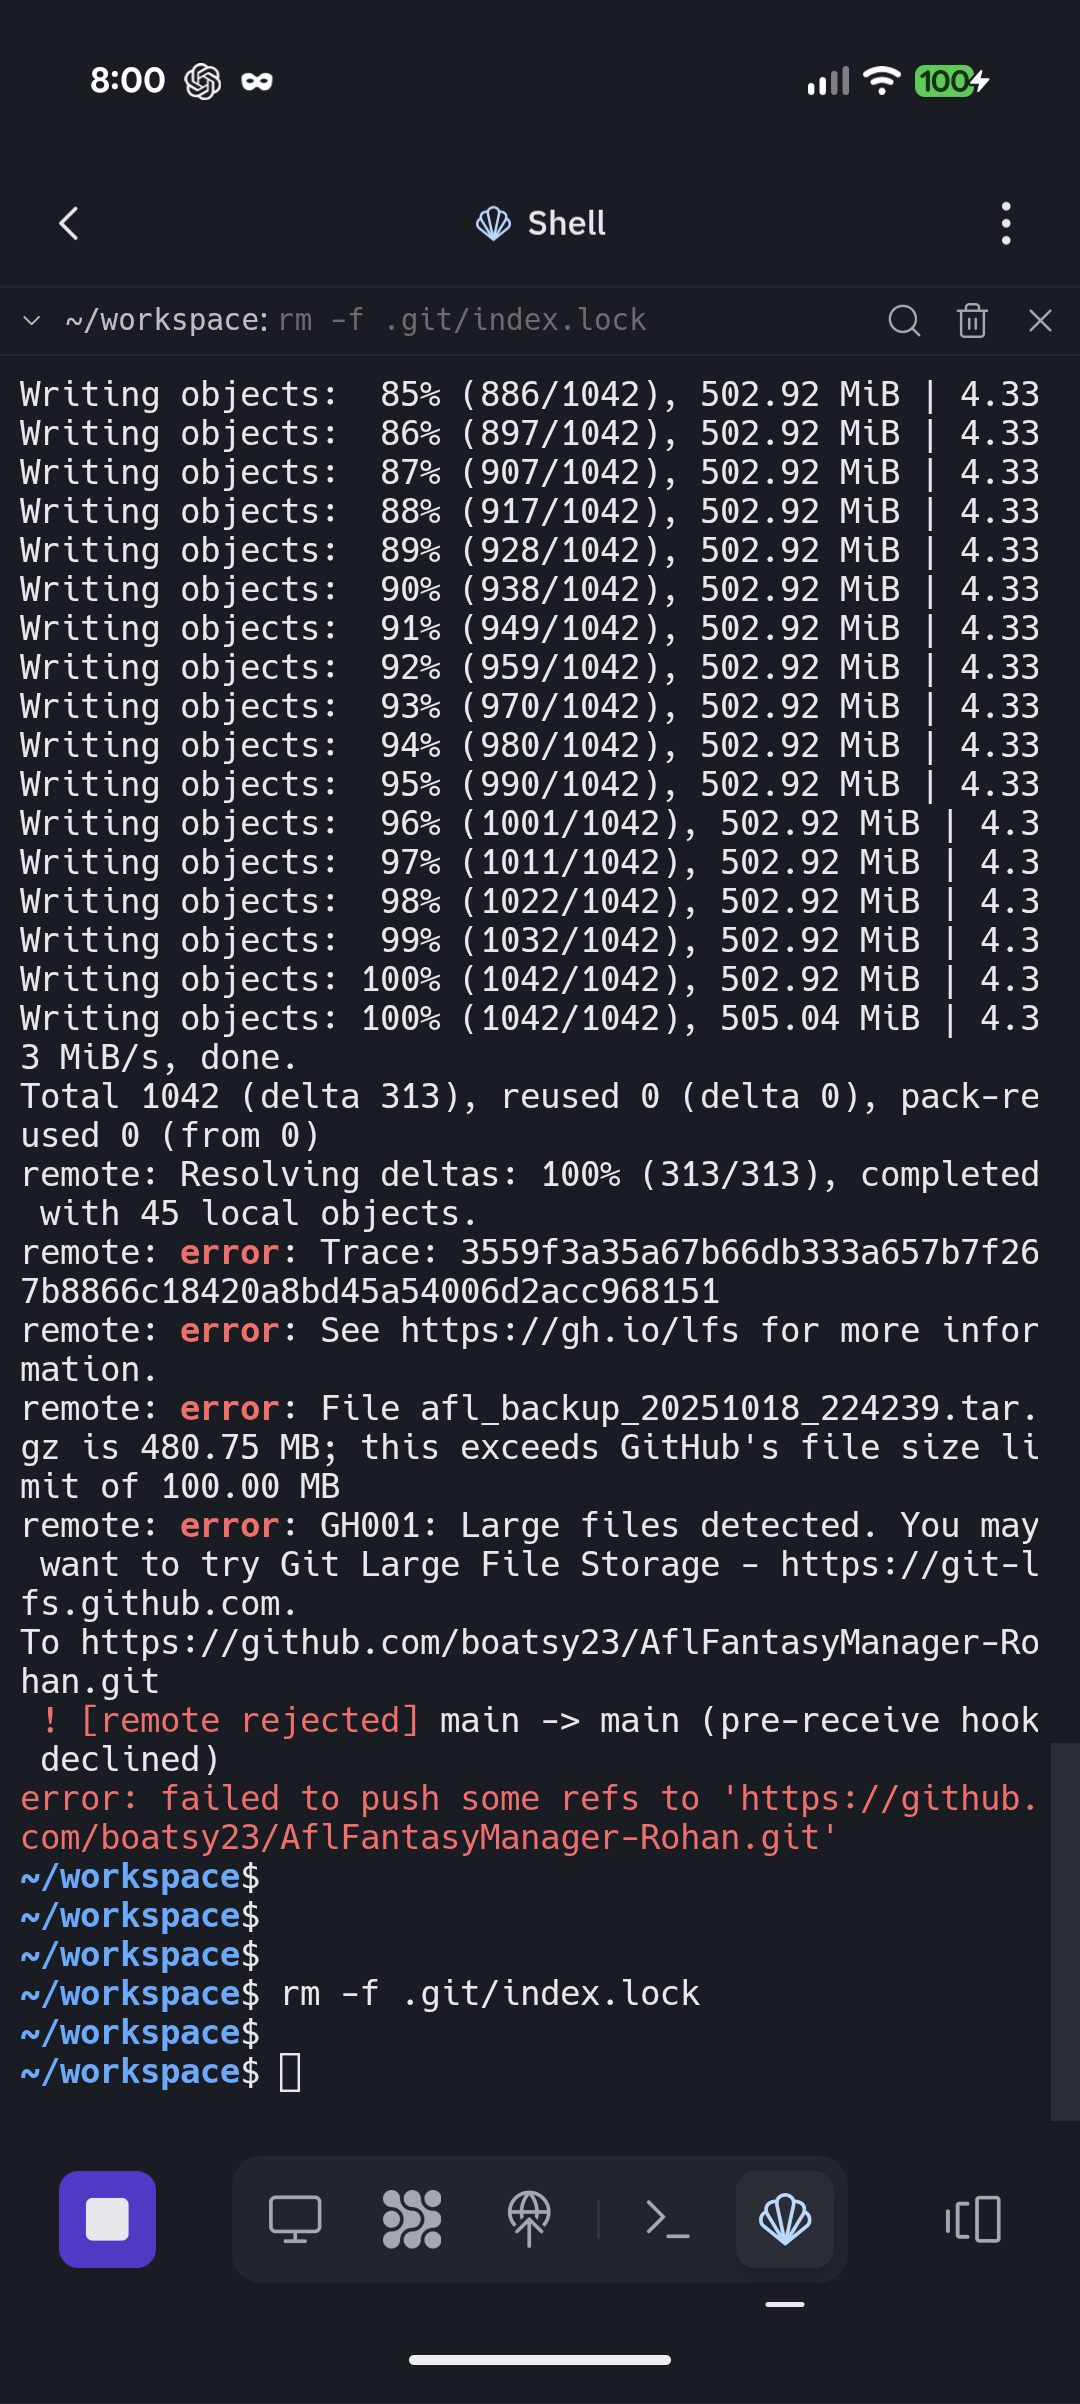 8:00
100
Shell
~/workspace: rm -f .git/index.lock
Writing objects:  85% (886/1042), 502.92 MiB | 4.33
Writing objects:  86% (897/1042), 502.92 MiB | 4.33
Writing objects:  87% (907/1042), 502.92 MiB | 4.33
Writing objects:  88% (917/1042), 502.92 MiB | 4.33
Writing objects:  89% (928/1042), 502.92 MiB | 4.33
Writing objects:  90% (938/1042), 502.92 MiB | 4.33
Writing objects:  91% (949/1042), 502.92 MiB | 4.33
Writing objects:  92% (959/1042), 502.92 MiB | 4.33
Writing objects:  93% (970/1042), 502.92 MiB | 4.33
Writing objects:  94% (980/1042), 502.92 MiB | 4.33
Writing objects:  95% (990/1042), 502.92 MiB | 4.33
Writing objects:  96% (1001/1042), 502.92 MiB | 4.3
Writing objects:  97% (1011/1042), 502.92 MiB | 4.3
Writing objects:  98% (1022/1042), 502.92 MiB | 4.3
Writing objects:  99% (1032/1042), 502.92 MiB | 4.3
Writing objects: 100% (1042/1042), 502.92 MiB | 4.3
Writing objects: 100% (1042/1042), 505.04 MiB | 4.3
3 MiB/s, done.
Total 1042 (delta 313), reused 0 (delta 0), pack-re
used 0 (from 0)
remote: Resolving deltas: 100% (313/313), completed
 with 45 local objects.
remote: error: Trace: 3559f3a35a67b66db333a657b7f26
7b8866c18420a8bd45a54006d2acc968151
remote: error: See https://gh.io/lfs for more infor
mation.
remote: error: File afl_backup_20251018_224239.tar.
gz is 480.75 MB; this exceeds GitHub's file size li
mit of 100.00 MB
remote: error: GH001: Large files detected. You may
 want to try Git Large File Storage - https://git-l
fs.github.com.
To https://github.com/boatsy23/AflFantasyManager-Ro
han.git
 ! [remote rejected] main -> main (pre-receive hook
 declined)
error: failed to push some refs to 'https://github.
com/boatsy23/AflFantasyManager-Rohan.git'
~/workspace$
~/workspace$
~/workspace$
~/workspace$ rm -f .git/index.lock
~/workspace$
~/workspace$